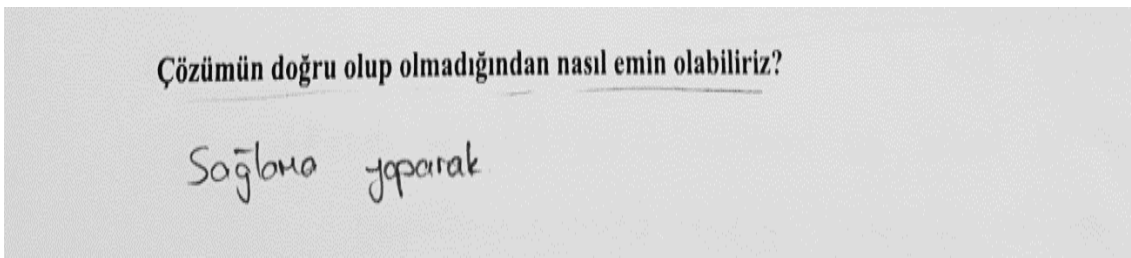 Çözümün doğru olup olmadığından nasıl emin olabiliriz?
Sağlama yaparak